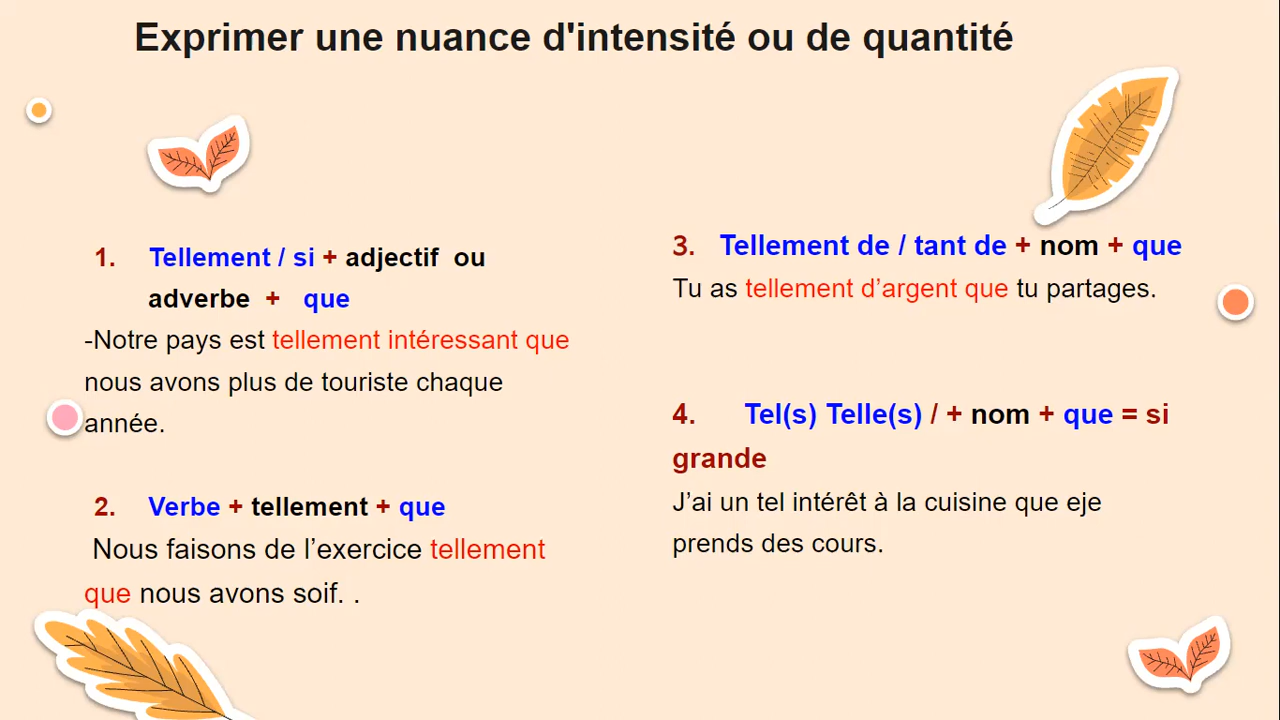 Exprimer une nuance d'intensité ou de quantité
1. Tellement / si + adjectif ou
adverbe + que
-Notre pays est tellement intéressant que
nous avons plus de touriste chaque
année.
2. Verbe + tellement + que
Nous faisons de l’exercice tellement
que nous avons soif. .
3. Tellement de / tant de + nom + que
Tu as tellement d’argent que tu partages.
4. Tel(s) Telle(s) / + nom + que = si
grande
J’ai un tel intérêt à la cuisine que eje
prends des cours.